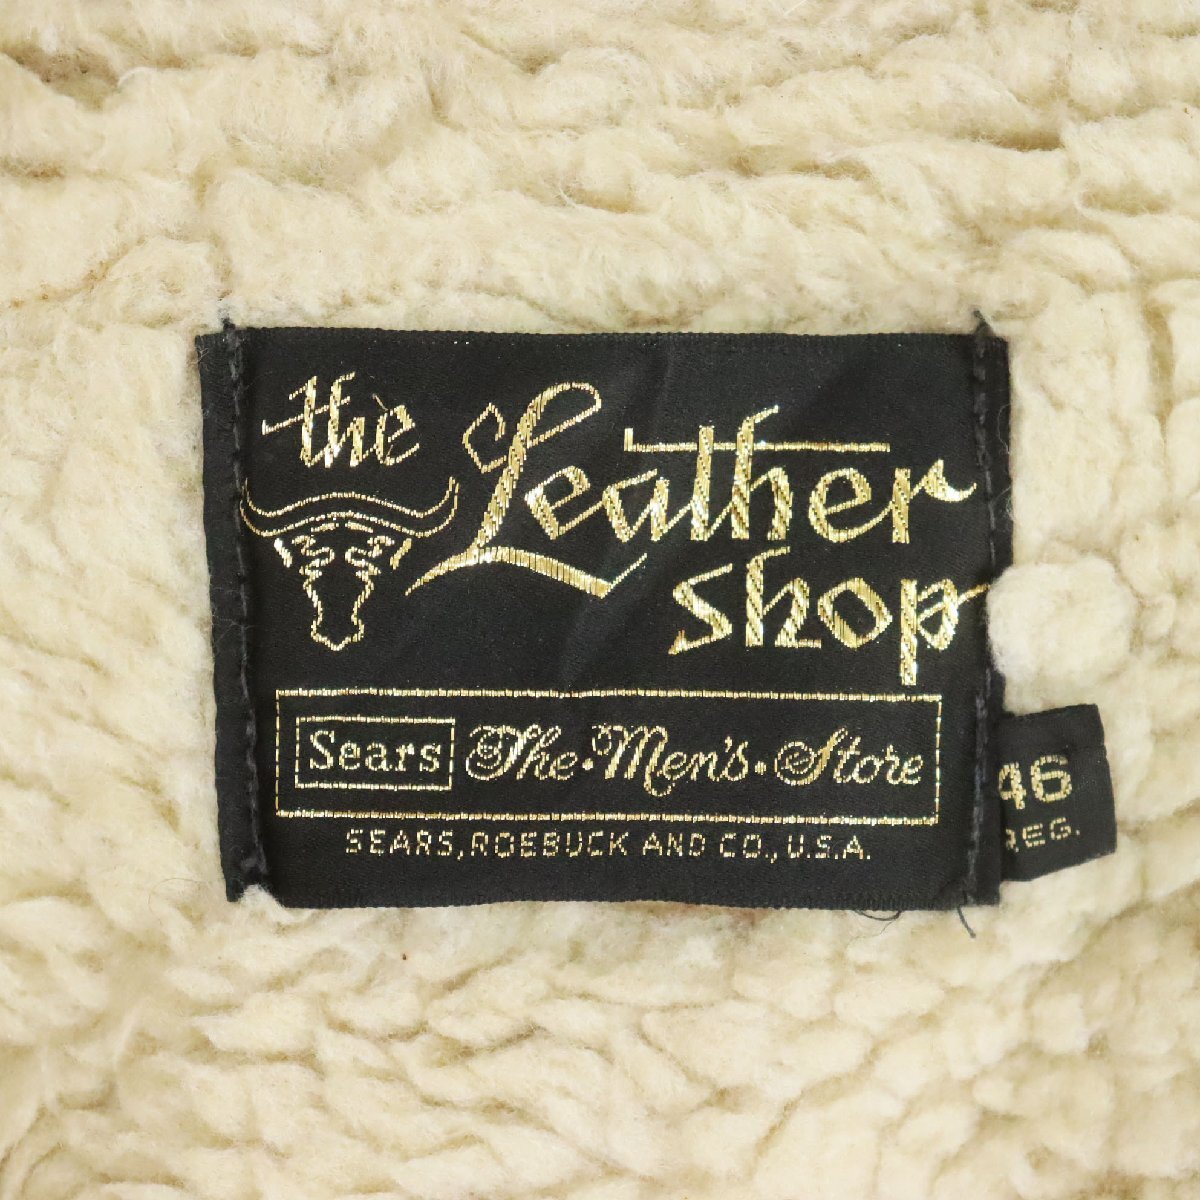 the Leather
shop
Sears The·Men's·Store
SEARS, ROEBUCK AND CO., U.S.A.
46
REG.